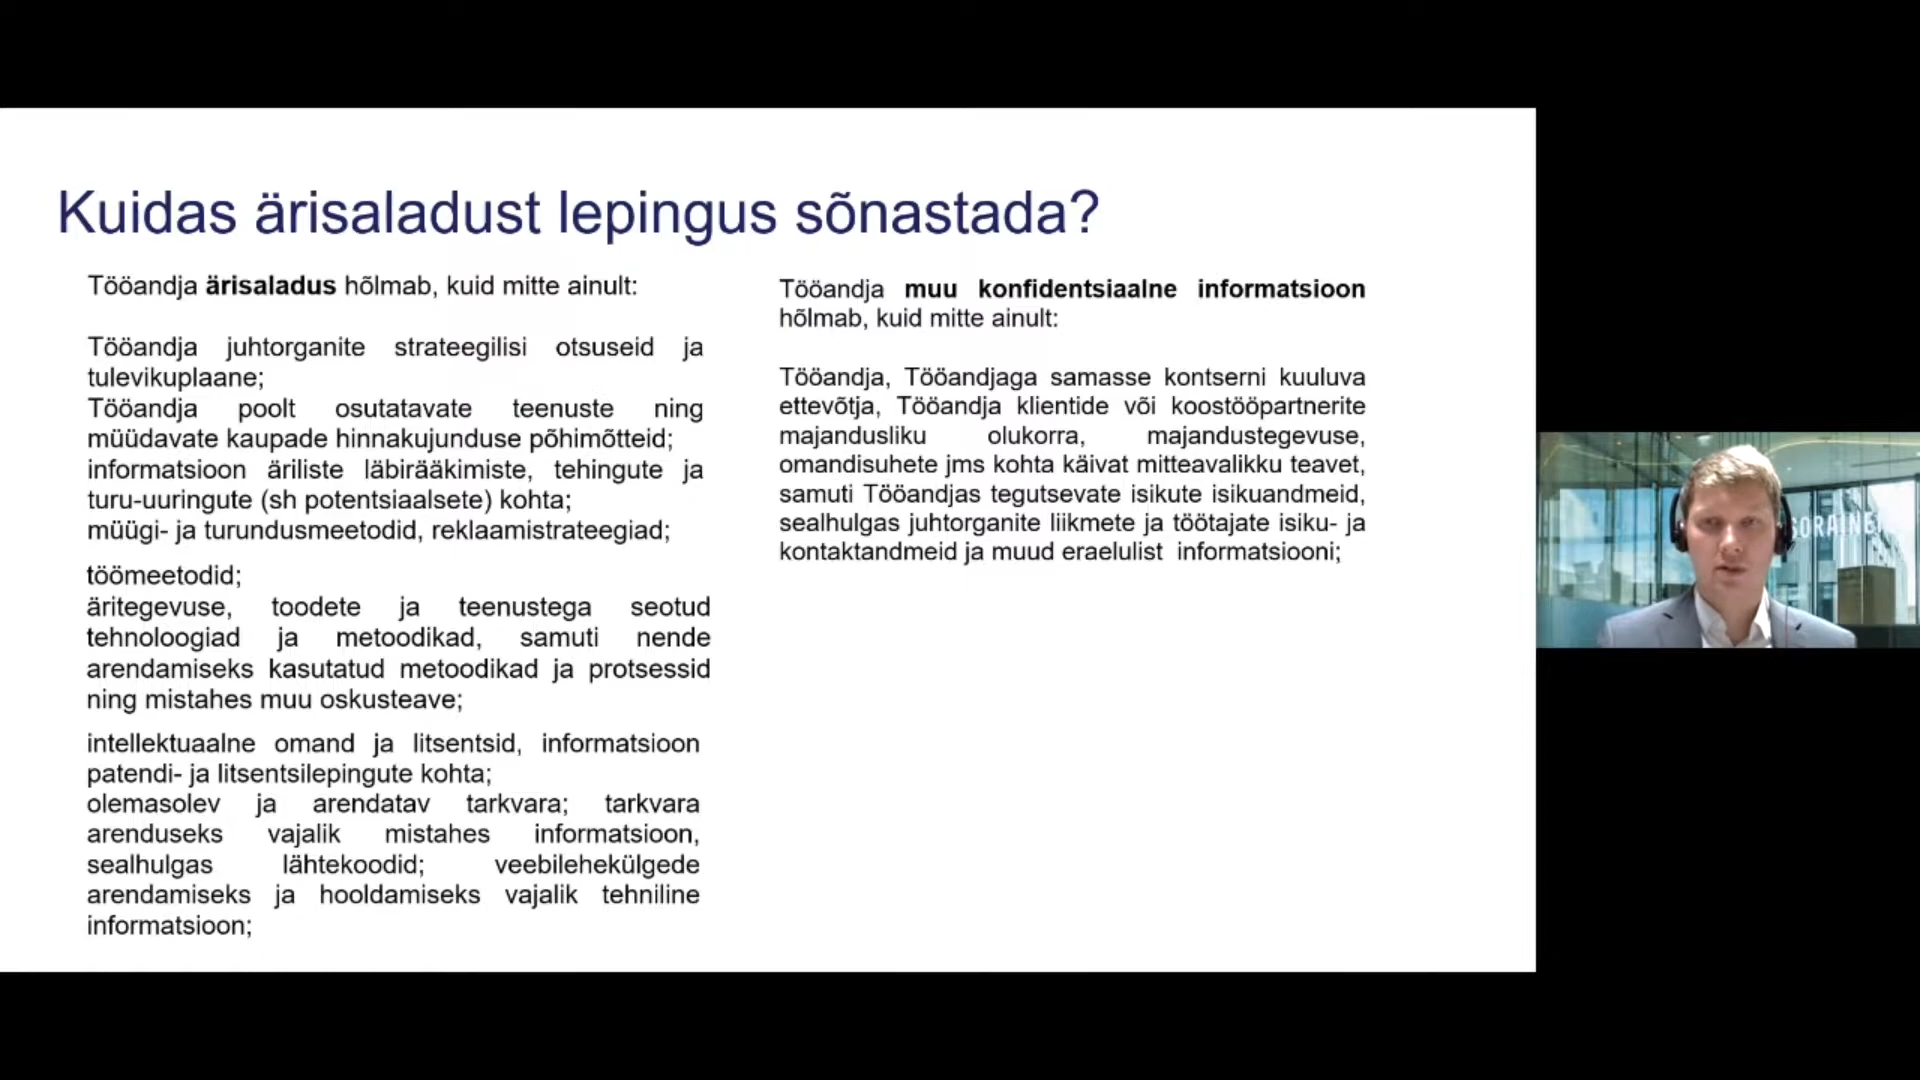 Kuidas ärisaladust lepingus sõnastada?
Tööandja ärisaladus hõlmab, kuid mitte ainult:
Tööandja juhtorganite strateegilisi otsuseid ja
tulevikuplaane;
Tööandja poolt osutatavate teenuste ning
müüdavate kaupade hinnakujunduse põhimõtteid;
informatsioon äriliste läbirääkimiste, tehingute ja
turu-uuringute (sh potentsiaalsete) kohta;
müügi- ja turundusmeetodid, reklaamistrateegiad;
töömeetodid;
äritegevuse, toodete ja teenustega seotud
tehnoloogiad ja metoodikad, samuti nende
arendamiseks kasutatud metoodikad ja protsessid
ning mistahes muu oskusteave;
intellektuaalne omand ja litsentsid, informatsioon
patendi- ja litsentsilepingute kohta;
olemasolev ja arendatav tarkvara; tarkvara
arenduseks vajalik mistahes informatsioon,
sealhulgas lähtekoodid; veebilehekülgede
arendamiseks ja hooldamiseks vajalik tehniline
informatsioon;
Tööandja muu konfidentsiaalne informatsioon
hõlmab, kuid mitte ainult:
Tööandja, Tööandjaga samasse kontserni kuuluva
ettevõtja, Tööandja klientide või koostööpartnerite
majandusliku olukorra, majandustegevuse,
omandisuhete jms kohta käivat mitteavalikku teavet,
samuti Tööandjas tegutsevate isikute isikuandmeid,
sealhulgas juhtorganite liikmete ja töötajate isiku- ja
kontaktandmeid ja muud eraelulist informatsiooni;
SORAINEN